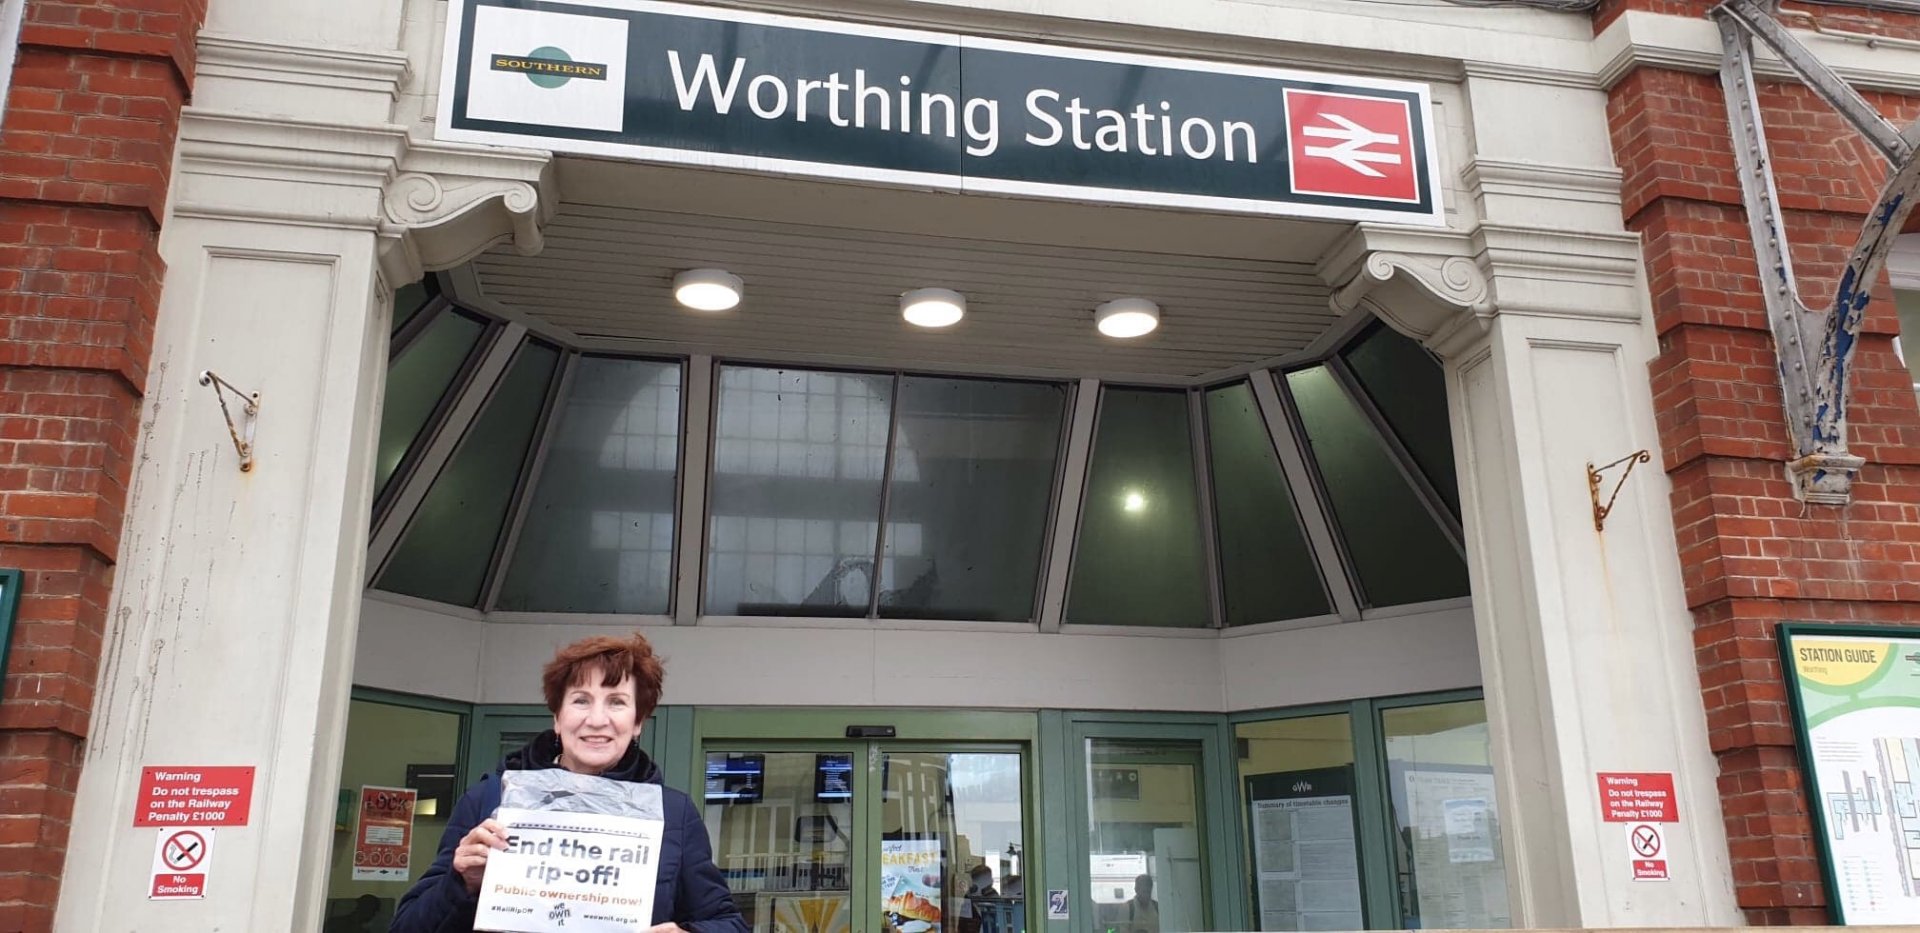 SOUTHERN
Worthing Station
STATION GUIDE
Worthing
Warning
Do not trespass
on the Railway
Penalty £1000
No
Smoking
Warning
Do not trespass
on the Railway
Penalty £1000
No
Smoking
End the rail
rip-off!
Public ownership now!
#RailRipOff
we
own
it
weownit.org.uk
GWR
Summary of timetable changes